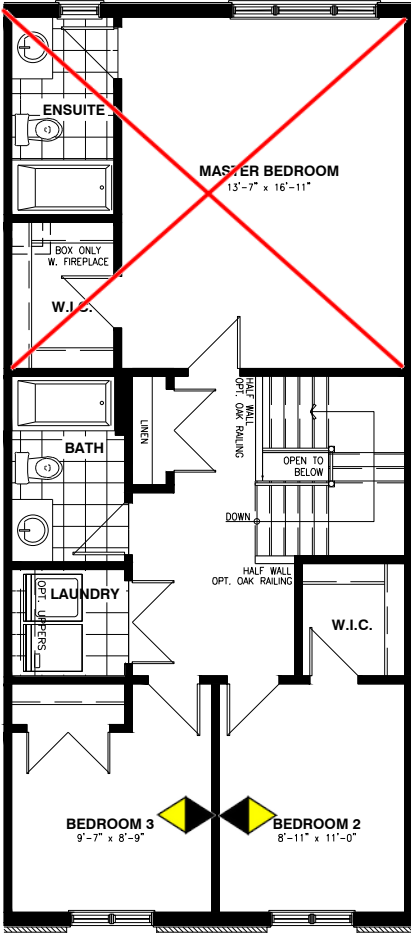 ENSUITE
MASTER BEDROOM
13'-7" x 16'-11"
BOX ONLY
W. FIREPLACE
W.I.C.
LINEN
HALF WALL
OPT. OAK RAILING
BATH
OPEN TO
BELOW
DOWN
HALF WALL
OPT. OAK RAILING
LAUNDRY
OPT. UPPERS
W.I.C.
BEDROOM 3
9'-7" x 8'-9"
BEDROOM 2
8'-11" x 11'-0"